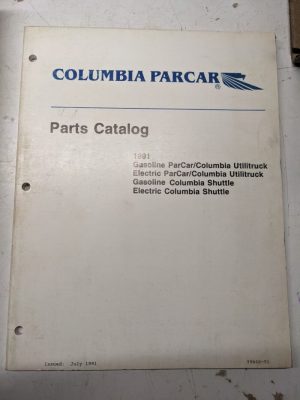 COLUMBIA PARCAR®
Parts Catalog
1991
Gasoline ParCar/Columbia Utilitruck
Electric ParCar/Columbia Utilitruck
Gasoline Columbia Shuttle
Electric Columbia Shuttle
Issued: July 1991